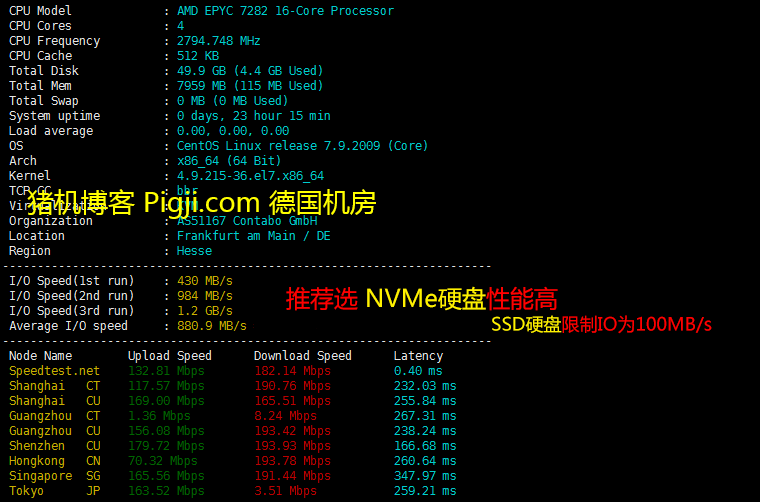 CPU Model : AMD EPYC 7282 16-Core Processor
CPU Cores : 4
CPU Frequency : 2794.748 MHz
CPU Cache : 512 KB
Total Disk : 49.9 GB (4.4 GB Used)
Total Mem : 7959 MB (115 MB Used)
Total Swap : 0 MB (0 MB Used)
System uptime : 0 days, 23 hour 15 min
Load average : 0.00, 0.00, 0.00
OS : CentOS Linux release 7.9.2009 (Core)
Arch : x86_64 (64 Bit)
Kernel : 4.9.215-36.el7.x86_64
TCP CC : bbr
猪机博客 Pigji.com 德国机房
Organization : AS51167 Contabo GmbH
Location : Frankfurt am Main / DE
Region : Hesse
----------------------------------------------------------------------
I/O Speed(1st run) : 430 MB/s
I/O Speed(2nd run) : 984 MB/s
推荐选 NVMe硬盘性能高
I/O Speed(3rd run) : 1.2 GB/s
Average I/O speed : 880.9 MB/s
SSD硬盘限制IO为100MB/s
----------------------------------------------------------------------
Node Name Upload Speed Download Speed Latency
Speedtest.net 132.81 Mbps 182.14 Mbps 0.40 ms
Shanghai CT 117.57 Mbps 190.76 Mbps 232.03 ms
Shanghai CU 169.00 Mbps 165.51 Mbps 255.84 ms
Guangzhou CT 1.36 Mbps 8.24 Mbps 267.31 ms
Guangzhou CU 156.08 Mbps 193.42 Mbps 238.24 ms
Shenzhen CU 179.72 Mbps 193.93 Mbps 166.68 ms
Hongkong CN 70.32 Mbps 193.78 Mbps 260.64 ms
Singapore SG 165.56 Mbps 191.44 Mbps 347.97 ms
Tokyo JP 163.52 Mbps 3.51 Mbps 259.21 ms